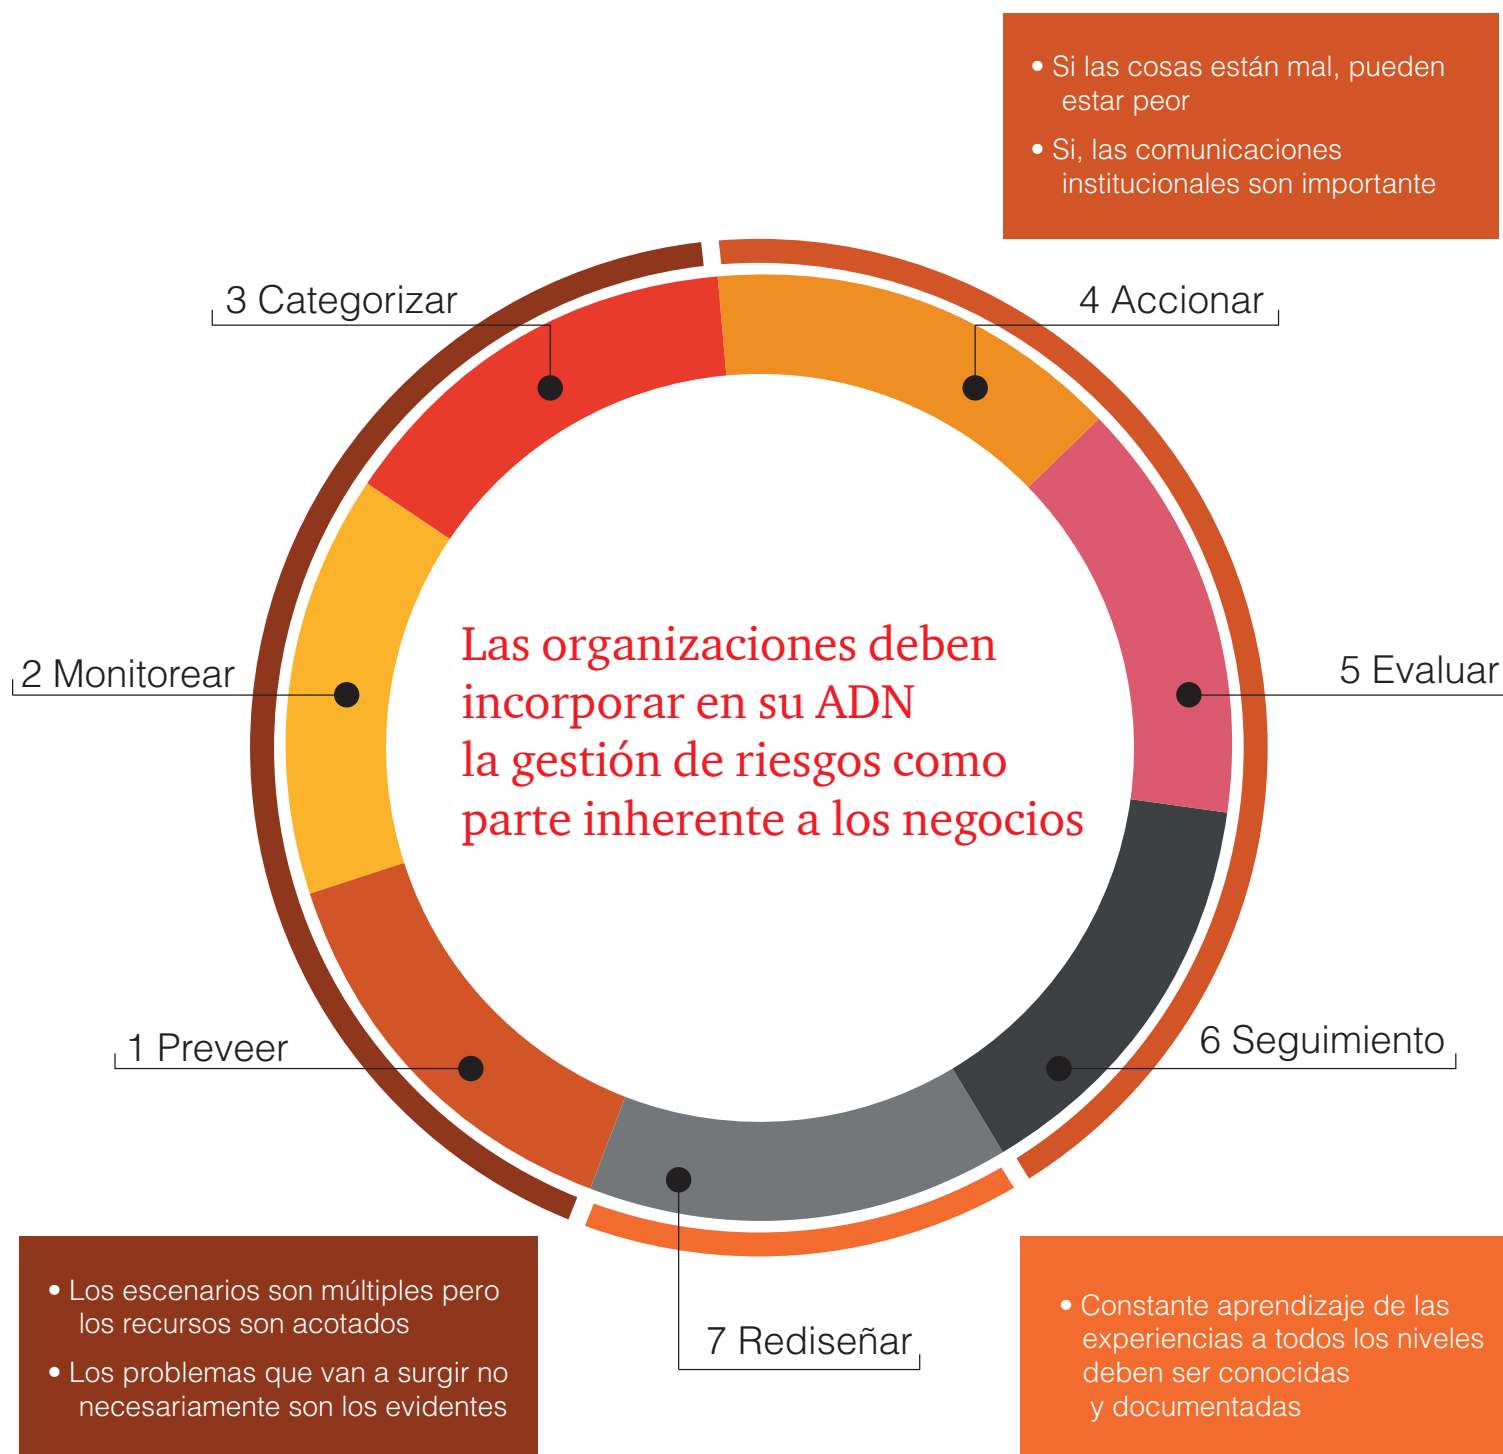 • Si las cosas están mal, pueden
estar peor
• Si, las comunicaciones
institucionales son importante
3 Categorizar
4 Accionar
2 Monitorear
Las organizaciones deben
incorporar en su ADN
la gestión de riesgos como
parte inherente a los negocios
5 Evaluar
1 Preveer
6 Seguimiento
7 Rediseñar
• Los escenarios son múltiples pero
los recursos son acotados
• Los problemas que van a surgir no
necesariamente son los evidentes
• Constante aprendizaje de las
experiencias a todos los niveles
deben ser conocidas
y documentadas